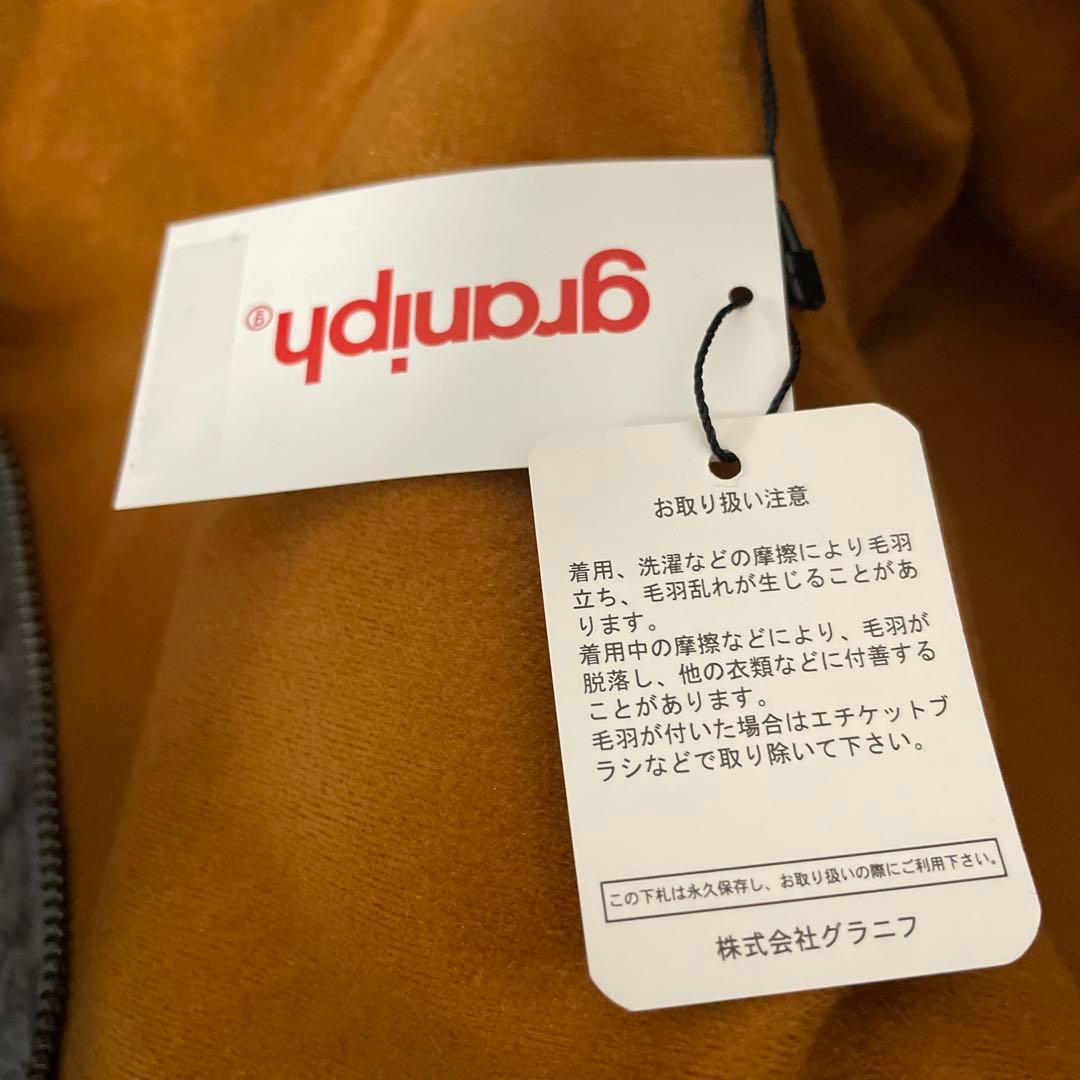 graniph®
お取り扱い注意
着用、洗濯などの摩擦により毛羽
立ち、毛羽乱れが生じることがあ
ります。
着用中の摩擦などにより、毛羽が
脱落し、他の衣類などに付善する
ことがあります。
毛羽が付いた場合はエチケットブ
ラシなどで取り除いて下さい。
この下札は永久保存し、お取り扱いの際にご利用下さい。
株式会社グラニフ